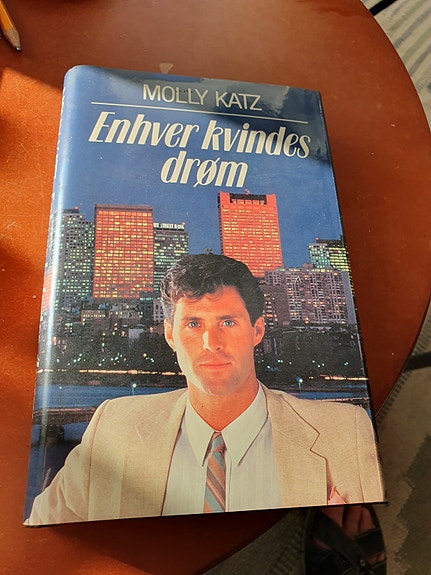 MOLLY KATZ
Enhver kvindes
drøm